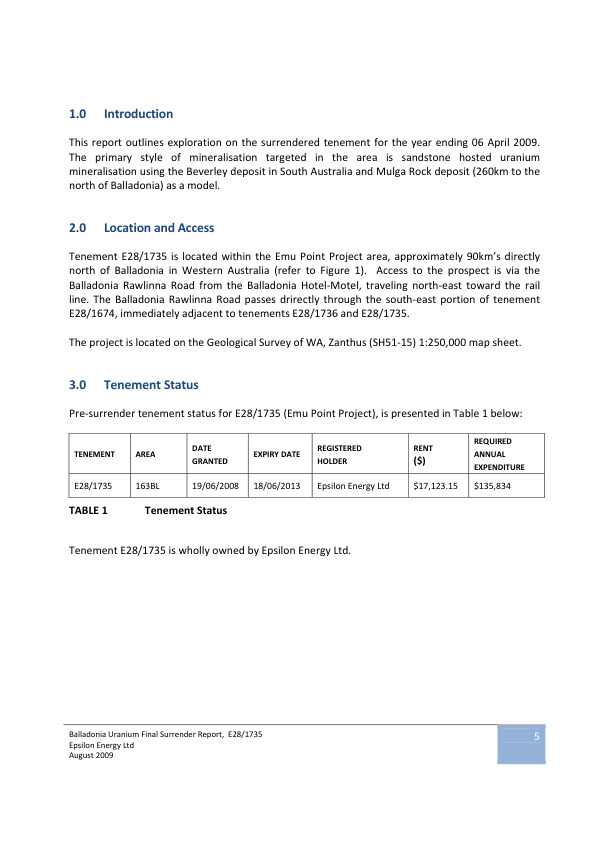 1.0 Introduction
This report outlines exploration on the surrendered tenement for the year ending 06 April 2009.
The primary style of mineralisation targeted in the area is sandstone hosted uranium
mineralisation using the Beverley deposit in South Australia and Mulga Rock deposit (260km to the
north of Balladonia) as a model.
2.0 Location and Access
Tenement E28/1735 is located within the Emu Point Project area, approximately 90km's directly
north of Balladonia in Western Australia (refer to Figure 1). Access to the prospect is via the
Balladonia Rawlinna Road from the Balladonia Hotel-Motel, traveling north-east toward the rail
line. The Balladonia Rawlinna Road passes drirectly through the south-east portion of tenement
E28/1674, immediately adjacent to tenements E28/1736 and E28/1735.
The project is located on the Geological Survey of WA, Zanthus (SH51-15) 1:250,000 map sheet.
3.0 Tenement Status
Pre-surrender tenement status for E28/1735 (Emu Point Project), is presented in Table 1 below:
TENEMENT AREA DATE GRANTED EXPIRY DATE REGISTERED HOLDER RENT ($) REQUIRED ANNUAL EXPENDITURE
E28/1735 163BL 19/06/2008 18/06/2013 Epsilon Energy Ltd $17,123.15 $135,834
TABLE 1 Tenement Status
Tenement E28/1735 is wholly owned by Epsilon Energy Ltd.
Balladonia Uranium Final Surrender Report, E28/1735
Epsilon Energy Ltd
August 2009
5